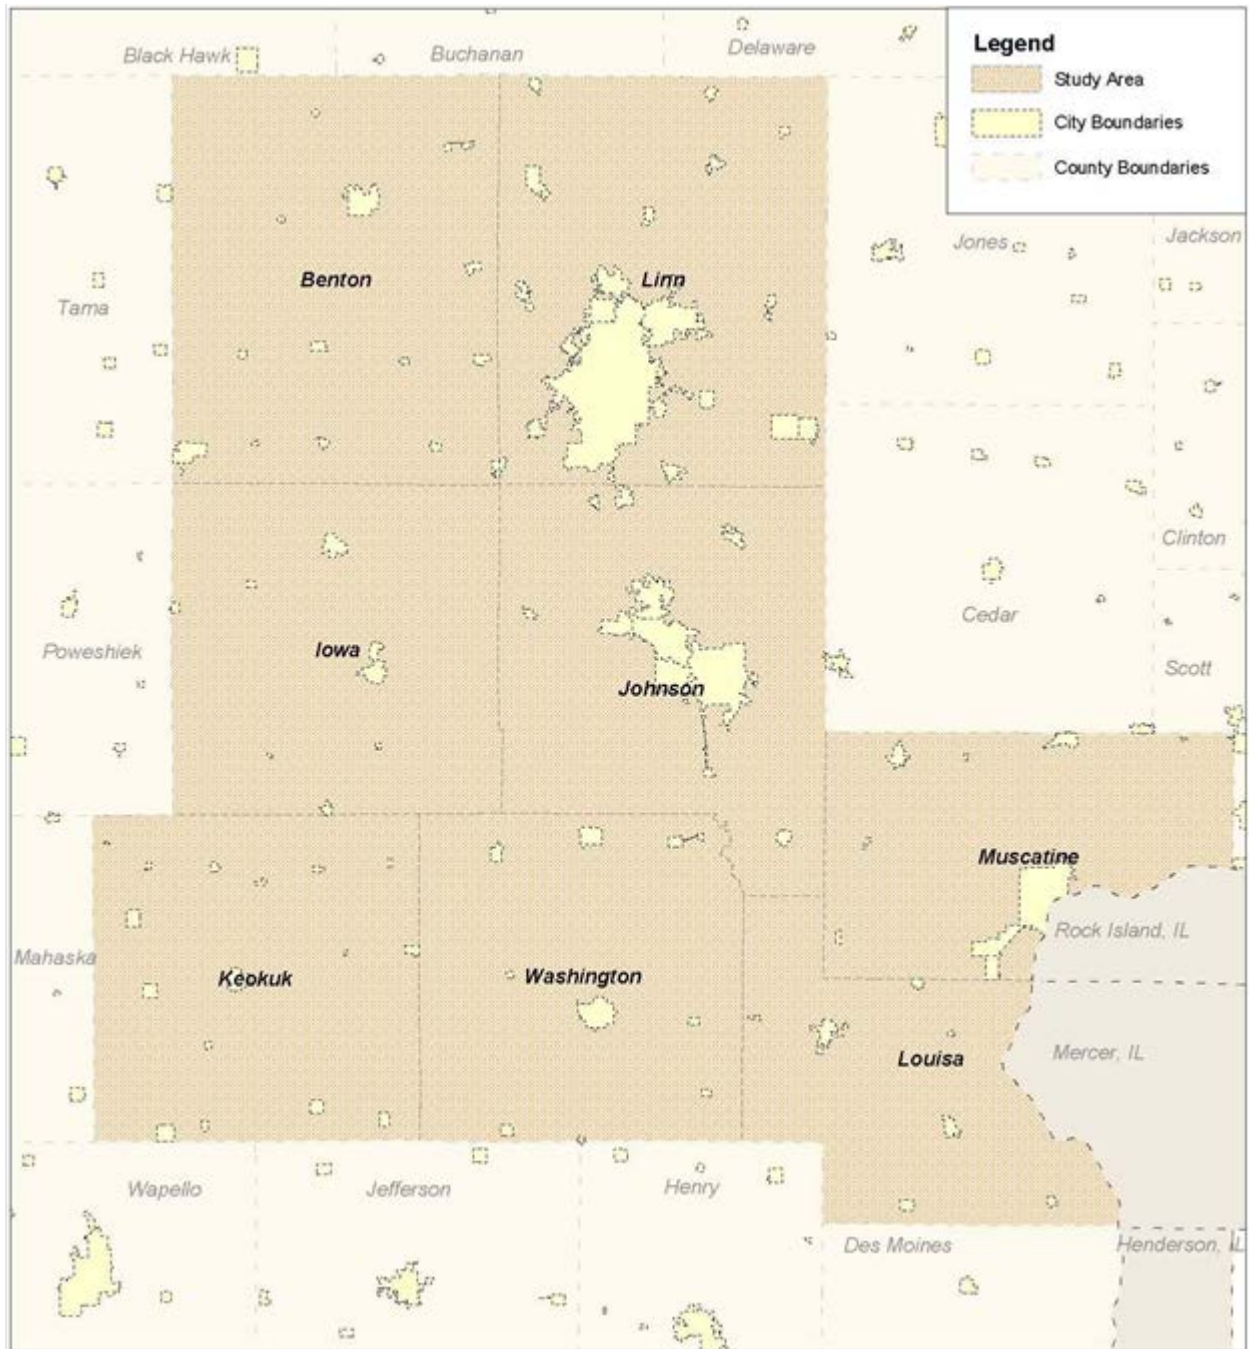 Legend
Study Area
City Boundaries
County Boundaries
Black Hawk
Buchanan
Delaware
Jones
Jackson
Benton
Linn
Tama
Clinton
Cedar
Poweshiek
Iowa
Scott
Johnson
Muscatine
Rock Island, IL
Mahaska
Keokuk
Washington
Mercer, IL
Louisa
Wapello
Jefferson
Henry
Des Moines
Henderson, IL